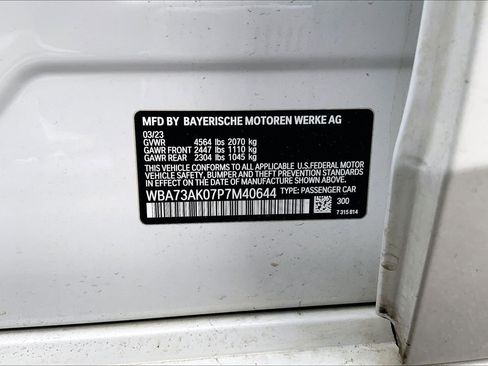 MFD BY BAYERISCHE MOTOREN WERKE AG
03/23
GVWR 4564 lbs 2070 kg
GAWR FRONT 2447 lbs 1110 kg
GAWR REAR 2304 lbs 1045 kg
THIS VEHICLE CONFORMS TO ALL APPLICABLE U.S.FEDERAL MOTOR
VEHICLE SAFETY, BUMPER AND THEFT PREVENTION STANDARDS
IN EFFECT ON THE DATE OF MANUFACTURE SHOWN ABOVE.
WBA73AK07P7M40644 TYPE: PASSENGER CAR
300
7 315 814